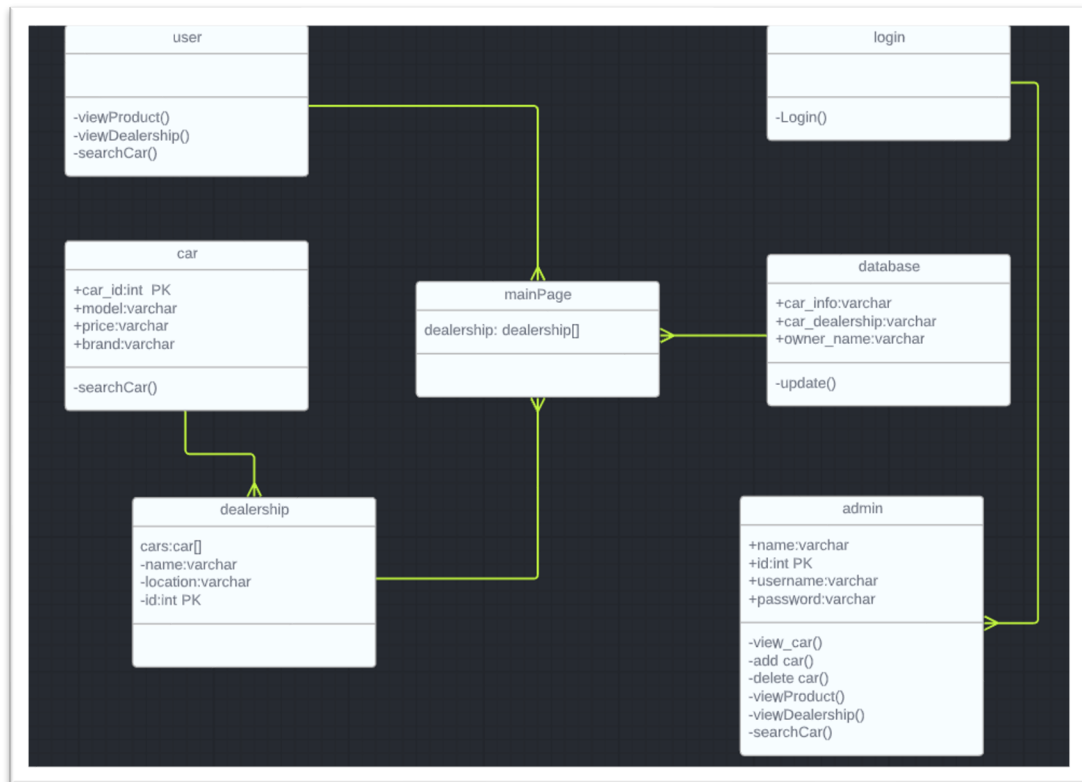 user
-viewProduct()
-viewDealership()
-searchCar()
login
-Login()
car
+car_id:int  PK
+model:varchar
+price:varchar
+brand:varchar
-searchCar()
mainPage
dealership: dealership[]
database
+car_info:varchar
+car_dealership:varchar
+owner_name:varchar
-update()
dealership
cars:car[]
-name:varchar
-location:varchar
-id:int PK
admin
+name:varchar
+id:int PK
+username:varchar
+password:varchar
-view_car()
-add car()
-delete car()
-viewProduct()
-viewDealership()
-searchCar()